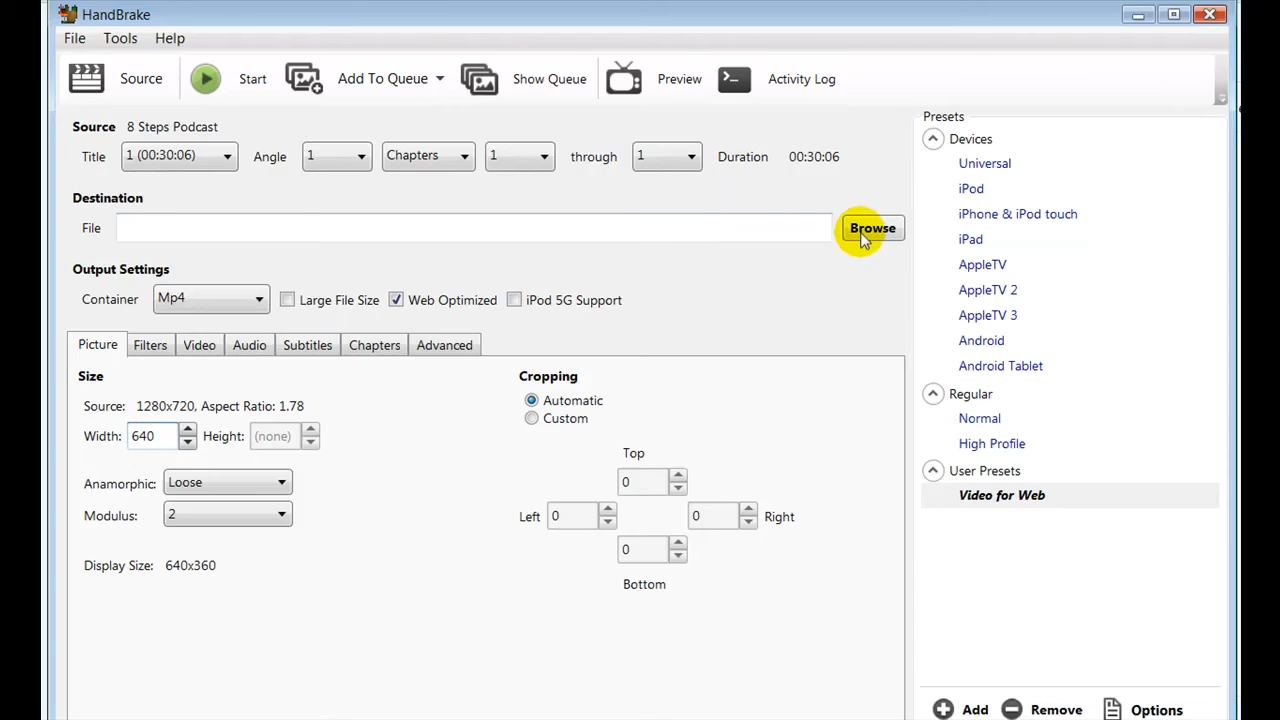 HandBrake
File Tools Help
Source Start Add To Queue Show Queue Preview Activity Log
Source 8 Steps Podcast
Title 1 (00:30:06) Angle 1 Chapters 1 through 1 Duration 00:30:06
Destination
File Browse
Output Settings
Container Mp4 Large File Size Web Optimized iPod 5G Support
Picture Filters Video Audio Subtitles Chapters Advanced
Size
Source: 1280x720, Aspect Ratio: 1.78
Width: 640 Height: (none)
Anamorphic: Loose
Modulus: 2
Display Size: 640x360
Cropping
Automatic
Custom
Top
0
Left 0 0 Right
0
Bottom
Presets
Devices
Universal
iPod
iPhone & iPod touch
iPad
AppleTV
AppleTV 2
AppleTV 3
Android
Android Tablet
Regular
Normal
High Profile
User Presets
Video for Web
Add Remove Options